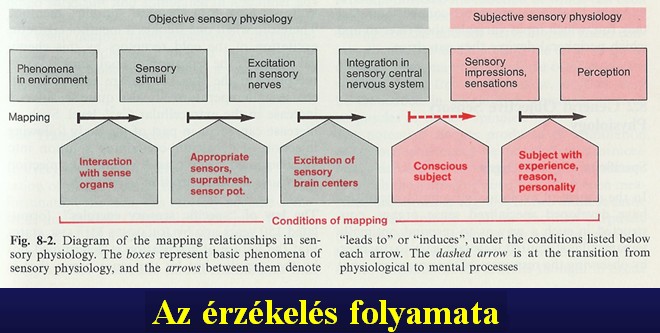 Objective sensory physiology
Subjective sensory physiology
Phenomena
in environment
Sensory
stimuli
Excitation
in sensory
nerves
Integration in
sensory central
nervous system
Sensory
impressions,
sensations
Perception
Mapping
Interaction
with sense
organs
Appropriate
sensors,
suprathresh.
sensor pot.
Excitation of
sensory
brain centers
Conscious
subject
Subject with
experience,
reason,
personality
Conditions of mapping
Fig. 8-2. Diagram of the mapping relationships in sen-
sory physiology. The boxes represent basic phenomena of
sensory physiology, and the arrows between them denote
“leads to” or “induces”, under the conditions listed below
each arrow. The dashed arrow is at the transition from
physiological to mental processes
Az érzékelés folyamata